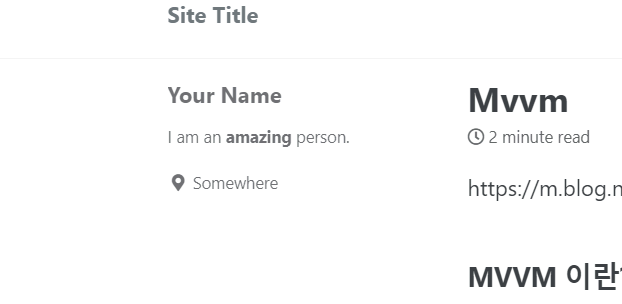 Site Title
Your Name
I am an amazing person.
Somewhere
Mvvm
2 minute read
https://m.blog.n
MVVM 이란